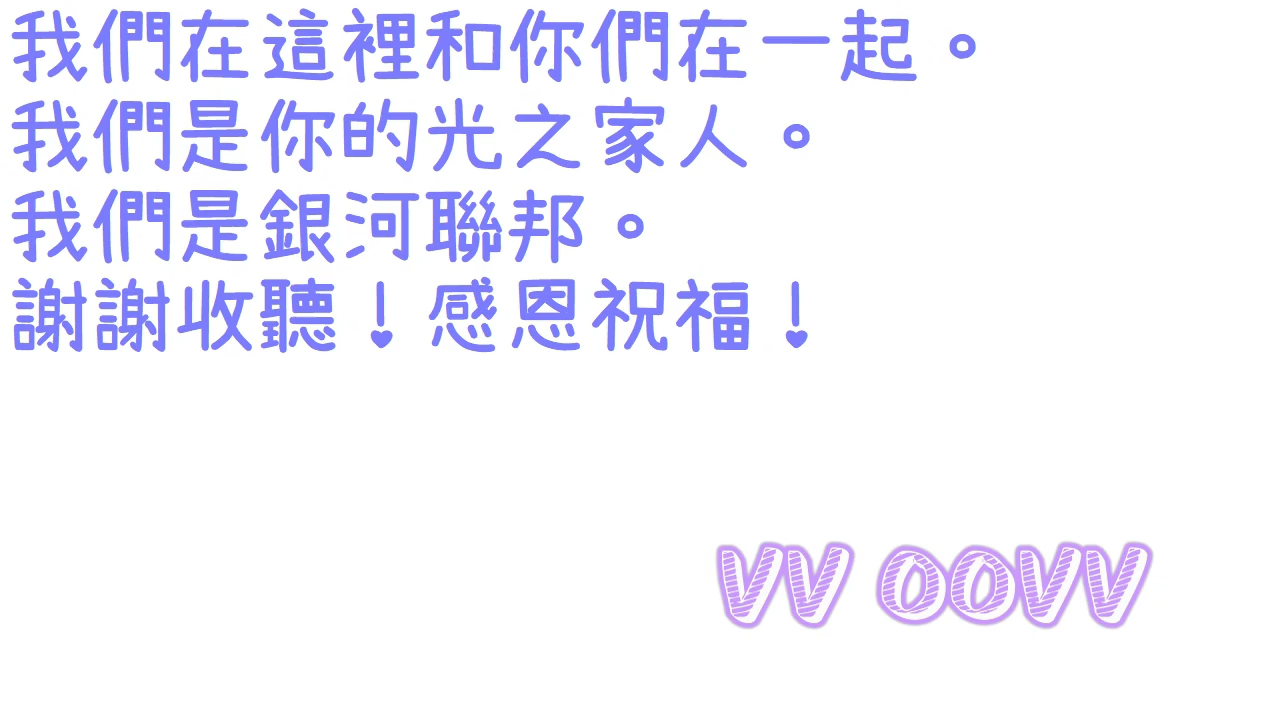 我們在這裡和你們在一起。
我們是你的光之家人。
我們是銀河聯邦。
謝謝收聽！感恩祝福！
VV OOVV